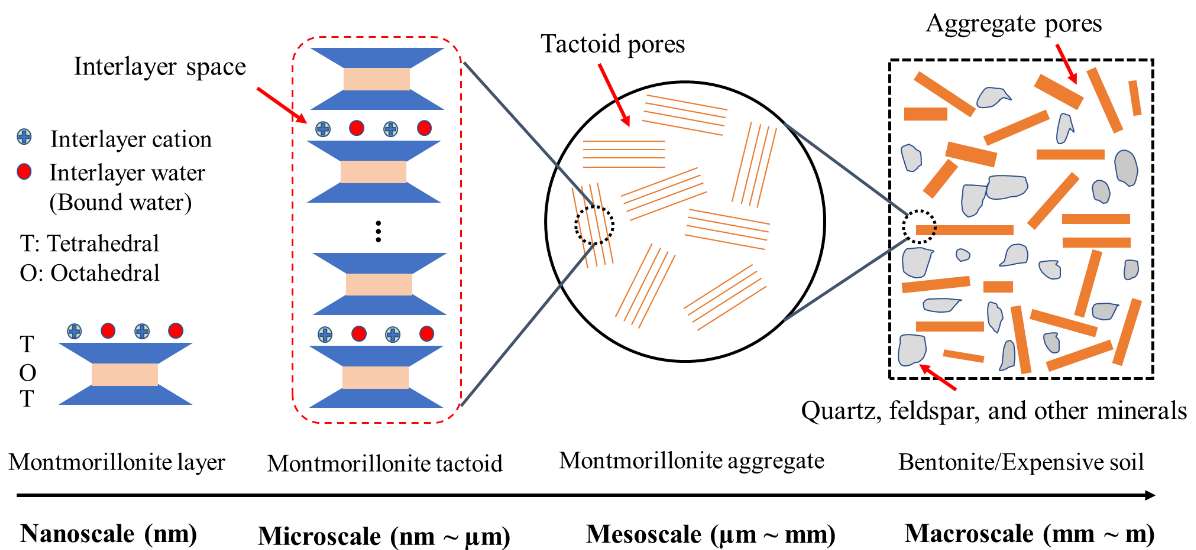 Interlayer space
Interlayer cation
Interlayer water
(Bound water)
T: Tetrahedral
O: Octahedral
T
O
T
Tactoid pores
Aggregate pores
Quartz, feldspar, and other minerals
Montmorillonite layer
Montmorillonite tactoid
Montmorillonite aggregate
Bentonite/Expensive soil
Nanoscale (nm)
Microscale (nm ~ µm)
Mesoscale (µm ~ mm)
Macroscale (mm ~ m)